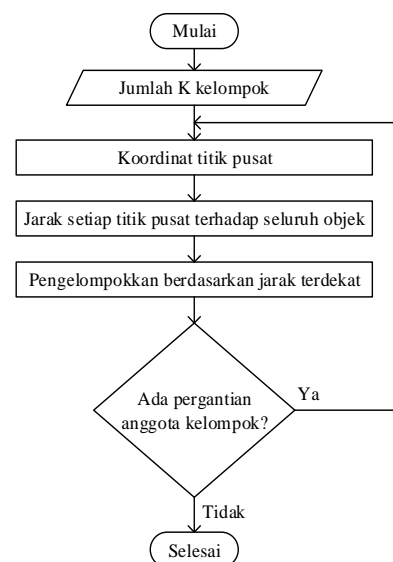 Mulai
Jumlah K kelompok
Koordinat titik pusat
Jarak setiap titik pusat terhadap seluruh objek
Pengelompokkan berdasarkan jarak terdekat
Ada pergantian
anggota kelompok?
Ya
Tidak
Selesai